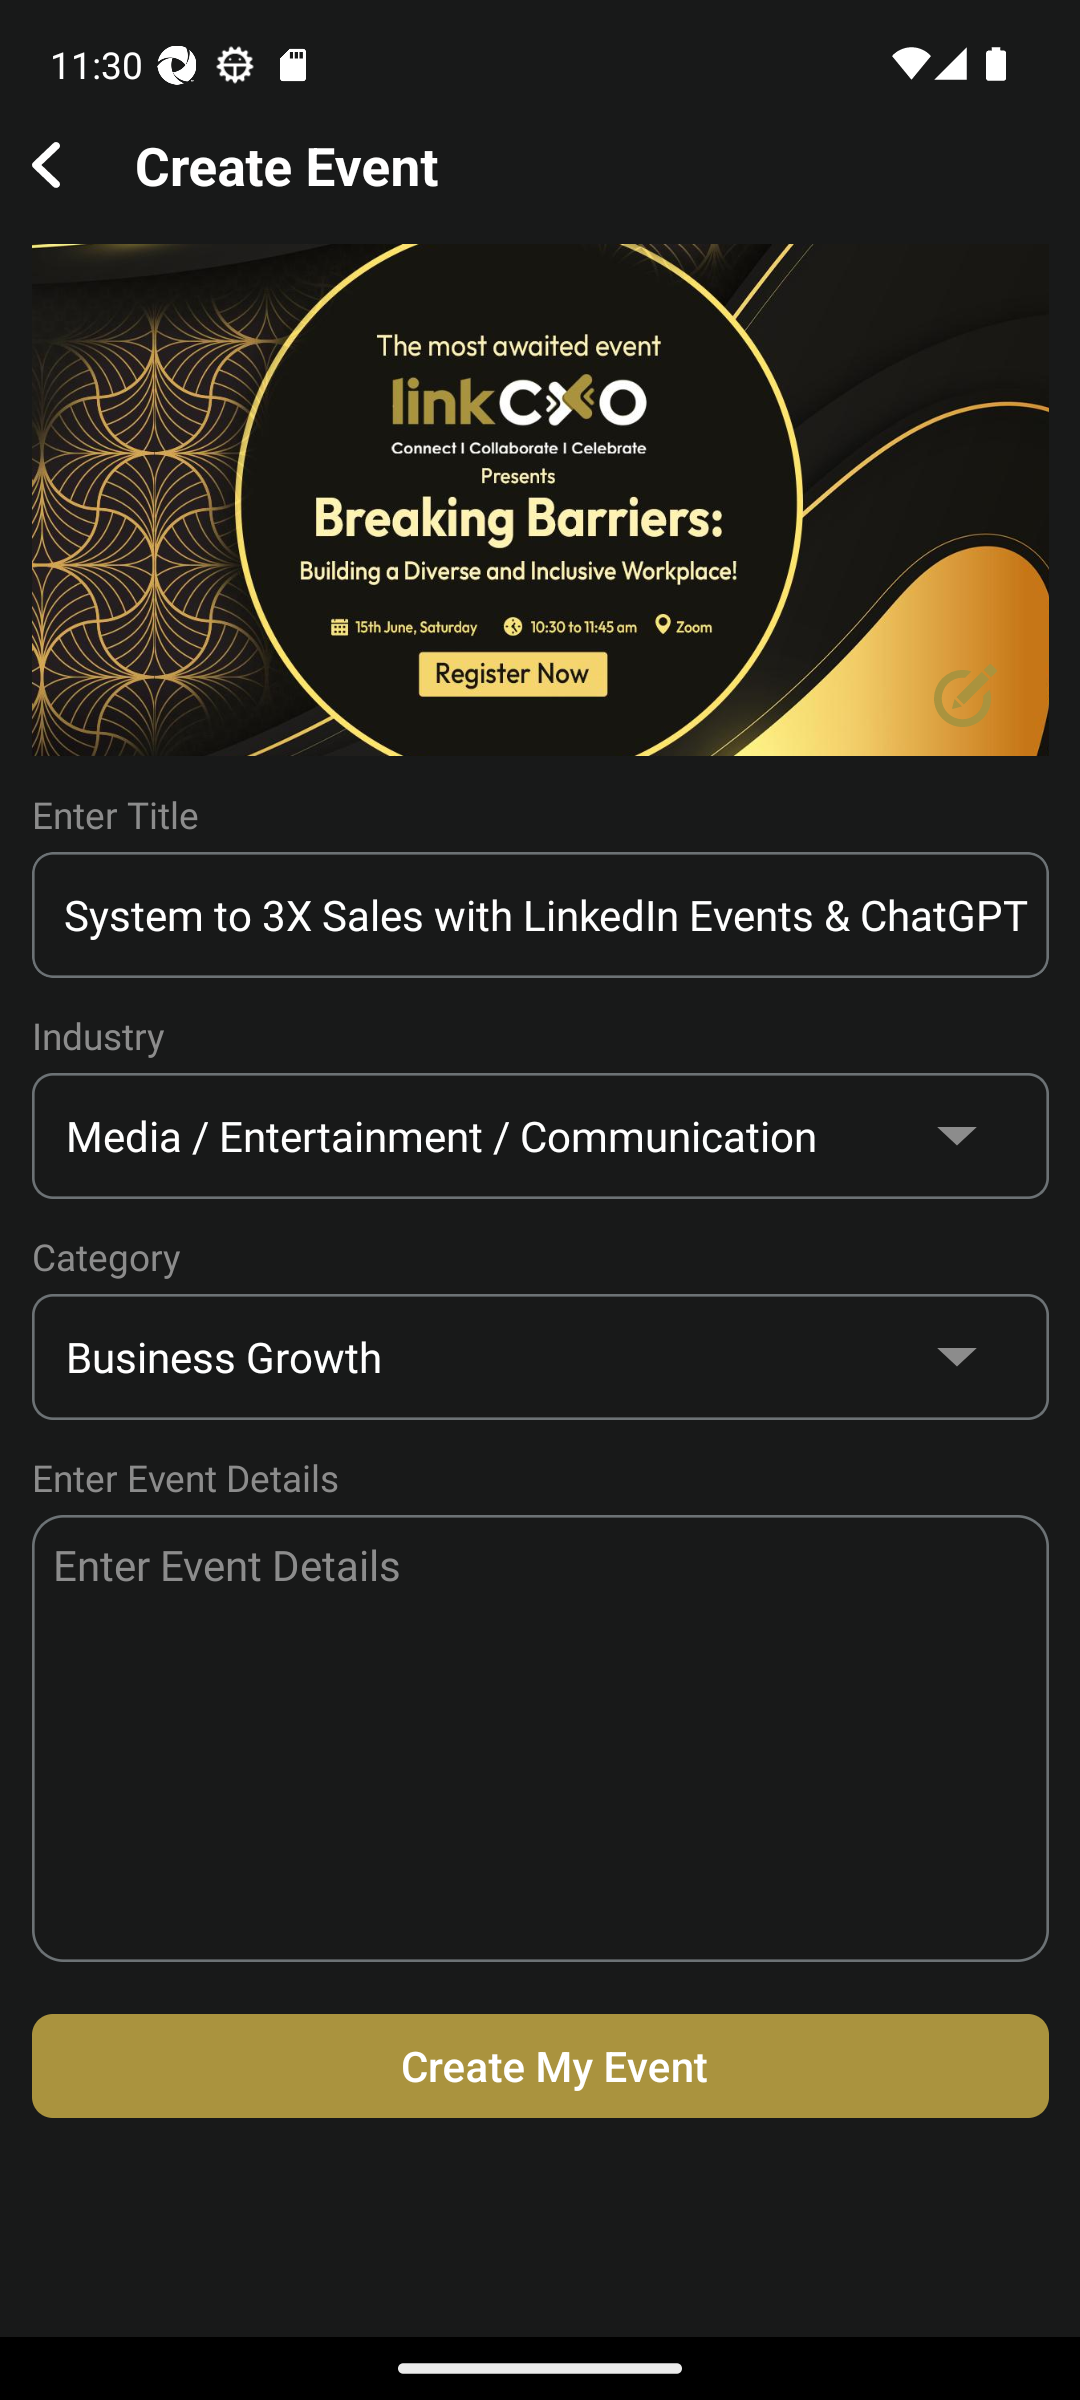 11:30
Create Event
The most awaited event
linkCXO
Connect I Collaborate I Celebrate
Presents
Breaking Barriers:
Building a Diverse and Inclusive Workplace!
15th June, Saturday 10:30 to 11:45 am Zoom
Register Now
Enter Title
System to 3X Sales with LinkedIn Events & ChatGPT
Industry
Media / Entertainment / Communication
Category
Business Growth
Enter Event Details
Enter Event Details
Create My Event